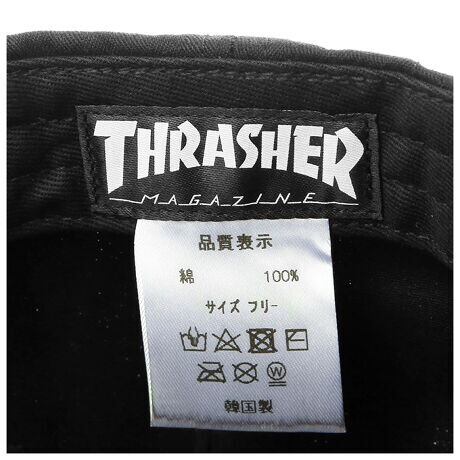 THRASHER
MAGAZINE
品質表示
綿 100%
サイズ フリー
W
韓国製